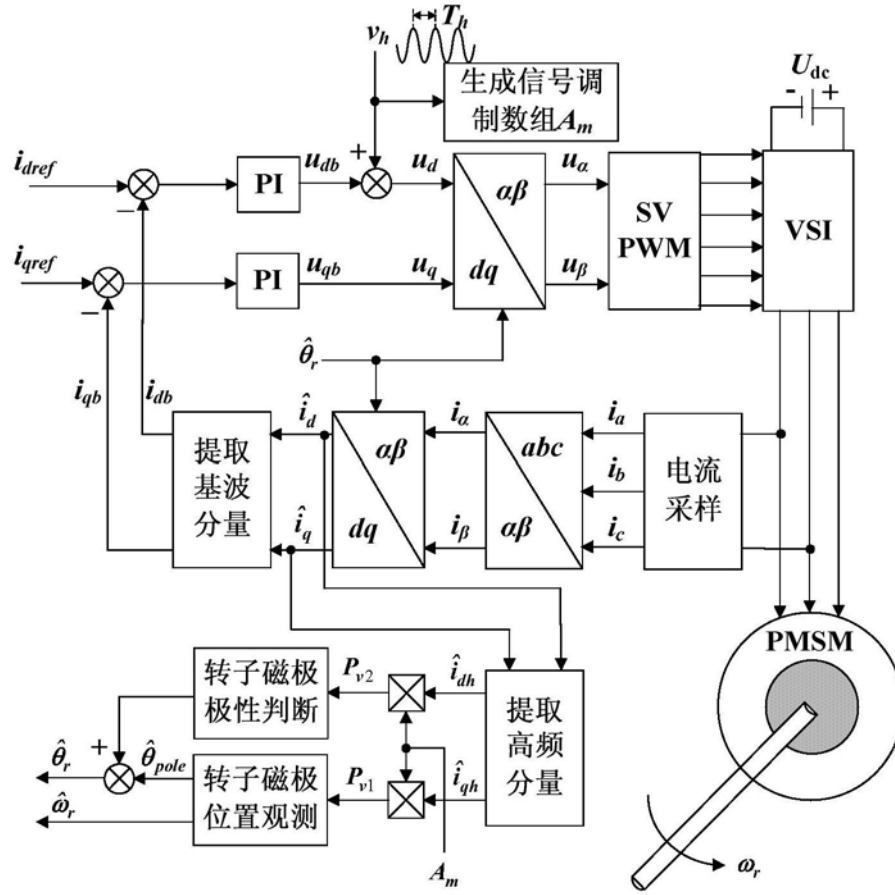 v_h
T_h
生成信号调
制数组A_m
U_dc
- +
i_dref
+
−
PI
u_db
u_d
αβ
dq
u_α
SV
PWM
VSI
i_qref
−
PI
u_qb
u_q
u_β
θ̂_r
i_qb
i_db
提取
基波
分量
î_d
î_q
αβ
dq
i_α
i_β
abc
αβ
i_a
i_b
i_c
电流
采样
PMSM
转子磁极
极性判断
P_v2
î_dh
提取
高频
分量
+
θ̂_r
θ̂_pole
转子磁极
位置观测
P_v1
î_qh
ω̂_r
A_m
ω_r